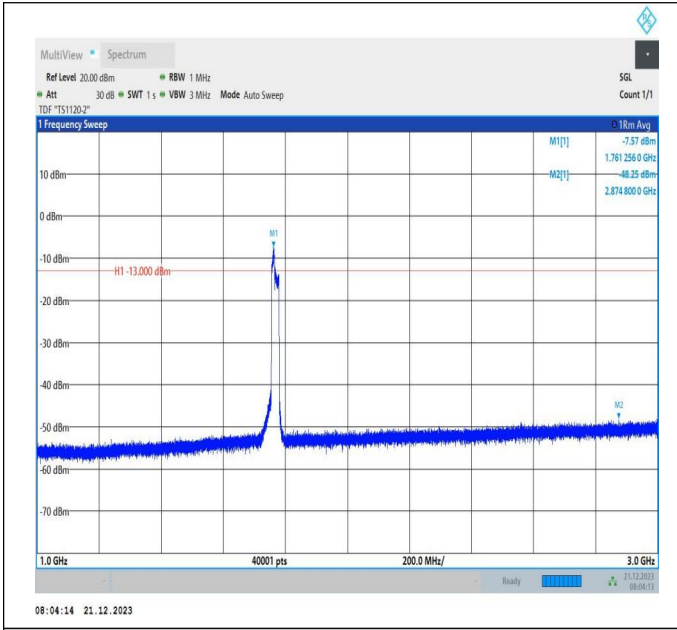 MultiView Spectrum
Ref Level 20.00 dBm RBW 1 MHz SGL
Att 30 dB SWT 1 s VBW 3 MHz Mode Auto Sweep Count 1/1
TDF "TS1120-2"
1 Frequency Sweep 1Rm Avg
M1[1] -7.57 dBm
1.761 256 0 GHz
10 dBm M2[1] -48.25 dBm
2.874 800 0 GHz
0 dBm
M1
-10 dBm
H1 -13.000 dBm
-20 dBm
-30 dBm
-40 dBm
M2
-50 dBm
-60 dBm
-70 dBm
1.0 GHz 40001 pts 200.0 MHz/ 3.0 GHz
Ready 21.12.2023
08:04:13
08:04:14 21.12.2023